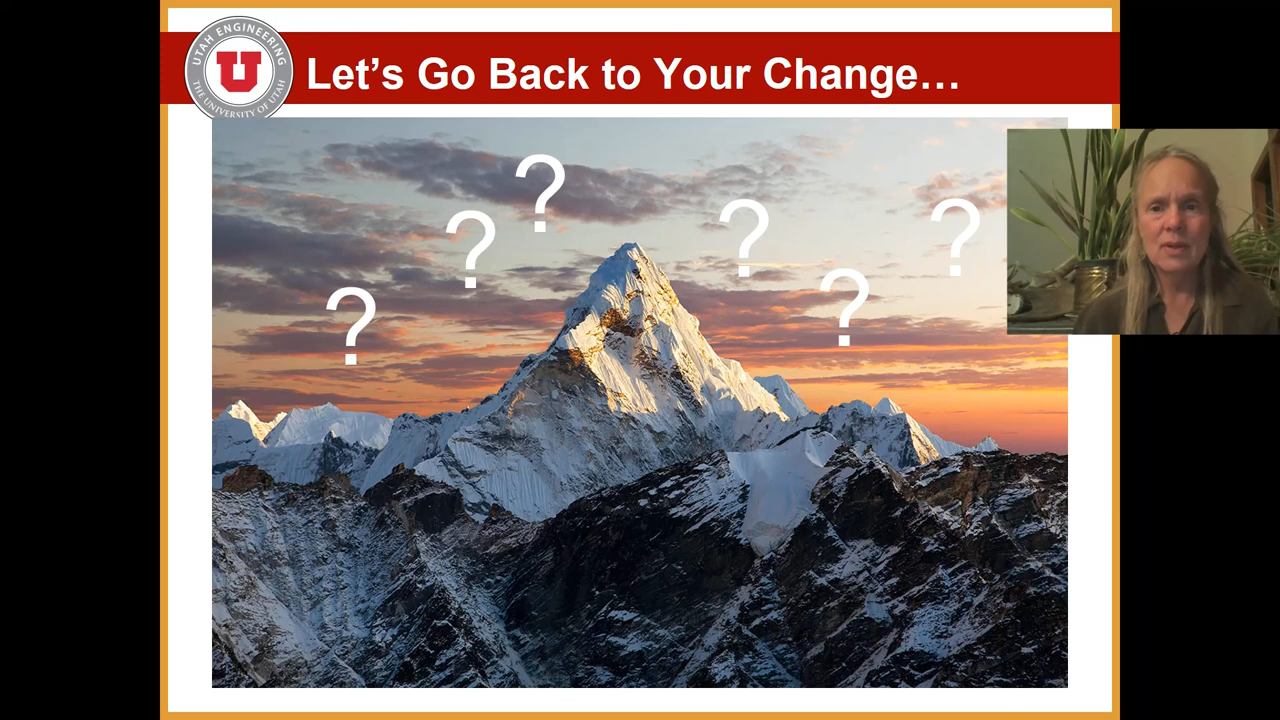 UTAH ENGINEERING
U
THE UNIVERSITY OF UTAH
Let’s Go Back to Your Change…
?
?
?
?
?
?